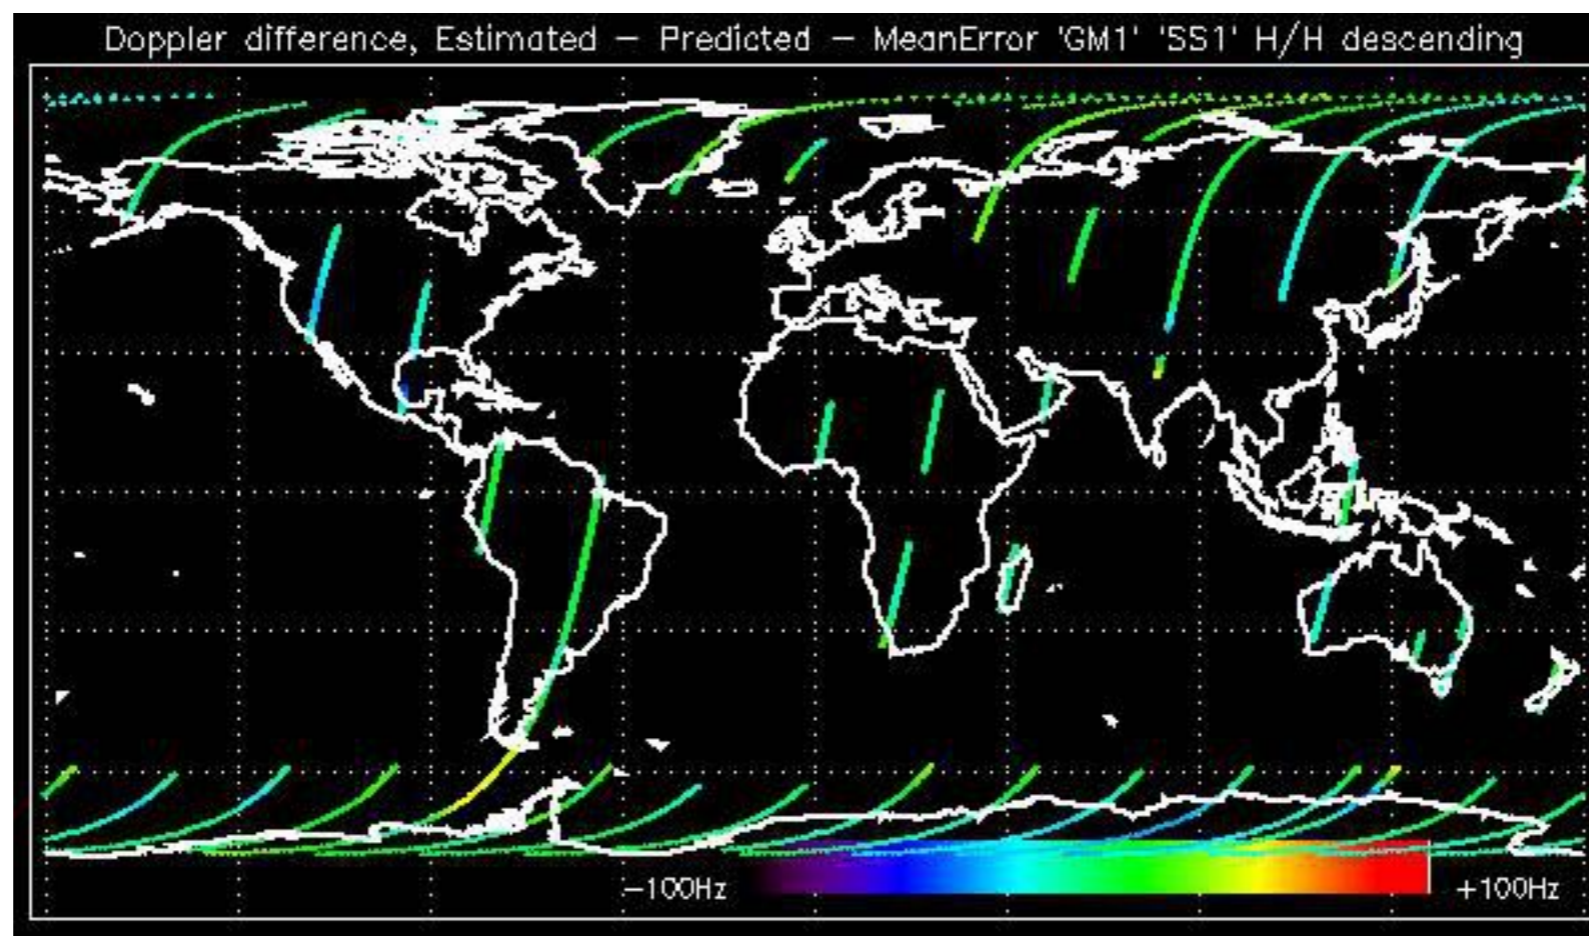 Doppler difference, Estimated – Predicted – MeanError 'GM1' 'SS1' H/H descending
-100Hz +100Hz